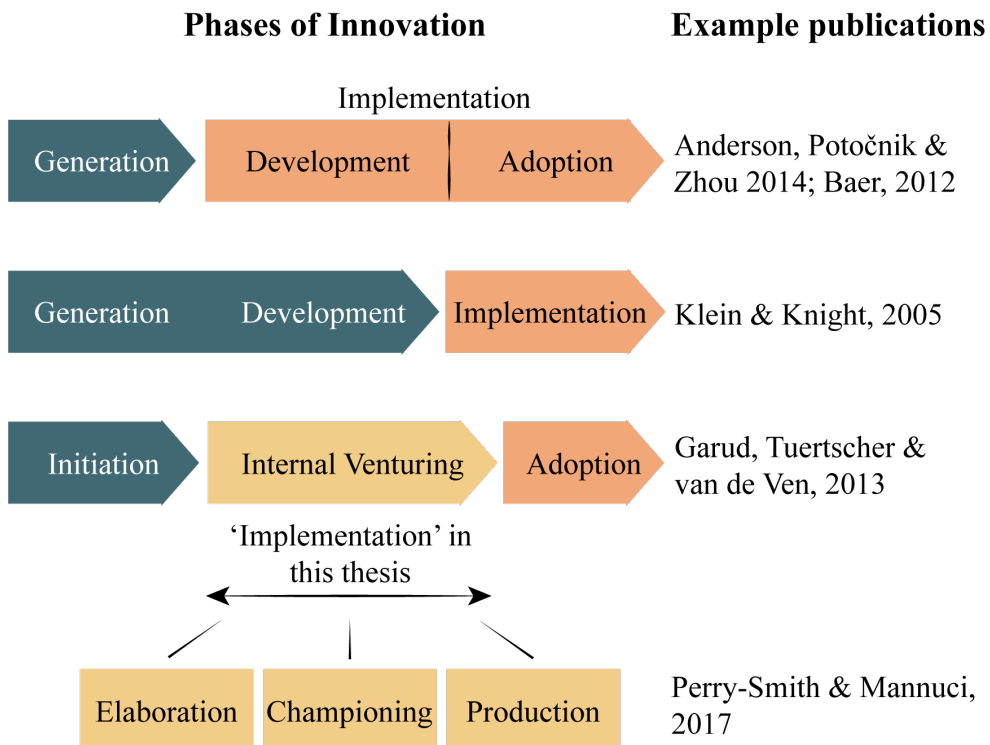 Phases of Innovation
Example publications
Implementation
Generation
Development
Adoption
Anderson, Potočnik &
Zhou 2014; Baer, 2012
Generation
Development
Implementation
Klein & Knight, 2005
Initiation
Internal Venturing
Adoption
Garud, Tuertscher &
van de Ven, 2013
‘Implementation’ in
this thesis
Elaboration
Championing
Production
Perry-Smith & Mannuci,
2017